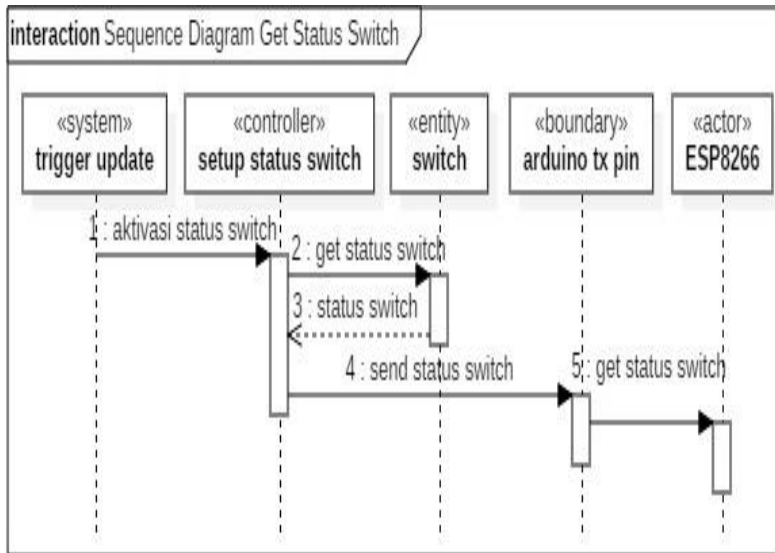 interaction Sequence Diagram Get Status Switch
«system»
trigger update
«controller»
setup status switch
«entity»
switch
«boundary»
arduino tx pin
«actor»
ESP8266
1 : aktivasi status switch
2 : get status switch
3 : status switch
4 : send status switch
5 : get status switch